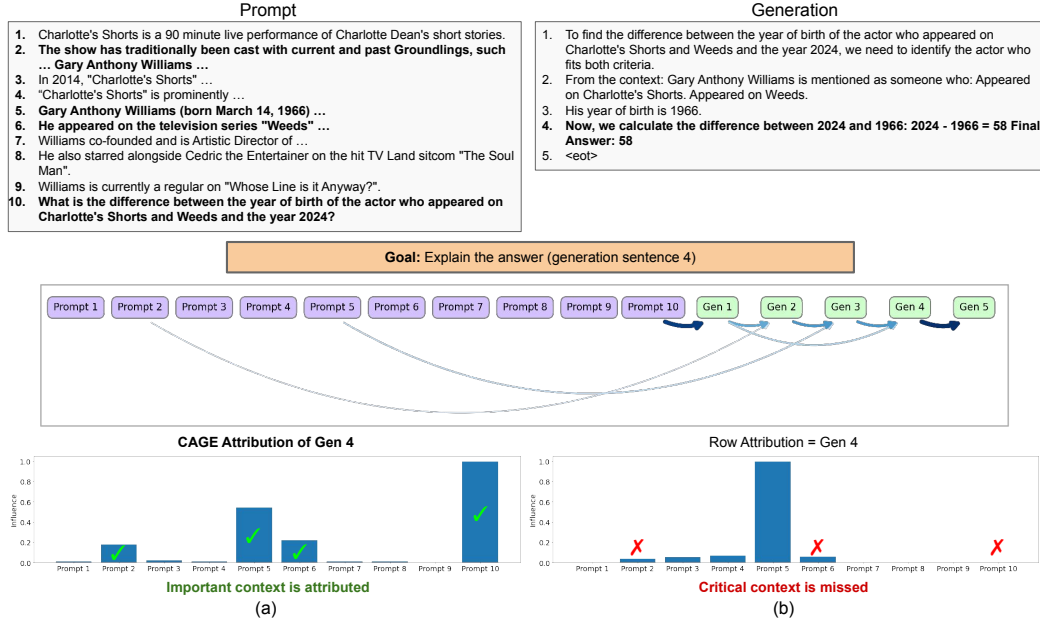 Prompt
1. Charlotte's Shorts is a 90 minute live performance of Charlotte Dean's short stories.
2. The show has traditionally been cast with current and past Groundlings, such
… Gary Anthony Williams …
3. In 2014, "Charlotte's Shorts" …
4. “Charlotte's Shorts" is prominently …
5. Gary Anthony Williams (born March 14, 1966) …
6. He appeared on the television series "Weeds" …
7. Williams co-founded and is Artistic Director of …
8. He also starred alongside Cedric the Entertainer on the hit TV Land sitcom "The Soul
Man".
9. Williams is currently a regular on "Whose Line is it Anyway?".
10. What is the difference between the year of birth of the actor who appeared on
Charlotte's Shorts and Weeds and the year 2024?
Generation
1. To find the difference between the year of birth of the actor who appeared on
Charlotte's Shorts and Weeds and the year 2024, we need to identify the actor who
fits both criteria.
2. From the context: Gary Anthony Williams is mentioned as someone who: Appeared
on Charlotte's Shorts. Appeared on Weeds.
3. His year of birth is 1966.
4. Now, we calculate the difference between 2024 and 1966: 2024 - 1966 = 58 Final
Answer: 58
5. <eot>
Goal: Explain the answer (generation sentence 4)
Prompt 1 Prompt 2 Prompt 3 Prompt 4 Prompt 5 Prompt 6 Prompt 7 Prompt 8 Prompt 9 Prompt 10 Gen 1 Gen 2 Gen 3 Gen 4 Gen 5
CAGE Attribution of Gen 4
Influence
1.0
0.8
0.6
0.4
0.2
0.0
✓ ✓ ✓ ✓
Prompt 1 Prompt 2 Prompt 3 Prompt 4 Prompt 5 Prompt 6 Prompt 7 Prompt 8 Prompt 9 Prompt 10
Important context is attributed
(a)
Row Attribution = Gen 4
Influence
1.0
0.8
0.6
0.4
0.2
0.0
✗ ✗ ✗
Prompt 1 Prompt 2 Prompt 3 Prompt 4 Prompt 5 Prompt 6 Prompt 7 Prompt 8 Prompt 9 Prompt 10
Critical context is missed
(b)